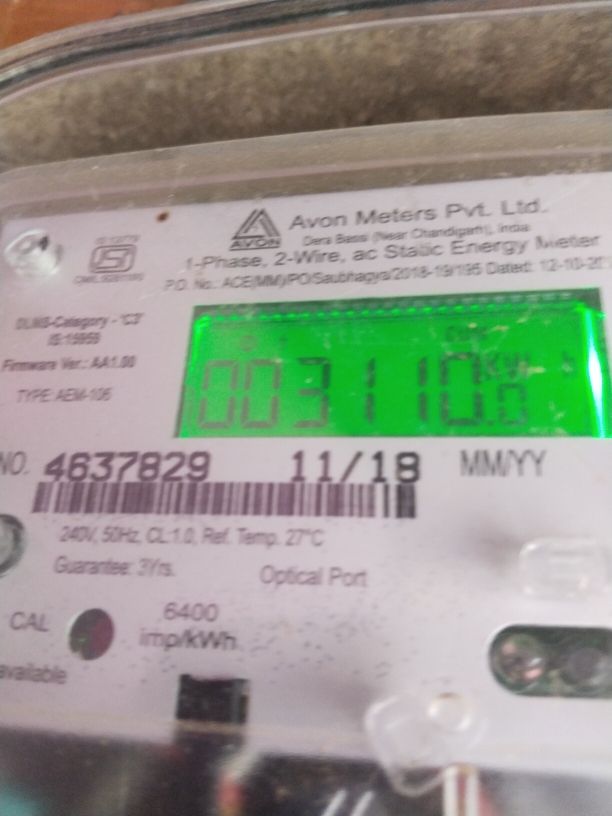 Avon Meters Pvt. Ltd.
AVON
Dera Bassi (Near Chandigarh), India
1-Phase, 2-Wire, ac Static Energy Meter
P.O. No.: ACE(MM)/PO/Saubhagya/2018-19/195 Dated: 12-10-
DLMS-Category - 'C3'
IS:15959
Firmware Ver.: AA1.00
TYPE: AEM-106
003110.0
NO. 4637829 11/18 MM/YY
240V, 50Hz, CL:1.0, Ref. Temp. 27°C
Guarantee: 3Yrs.
Optical Port
CAL
6400
imp/kWh
available